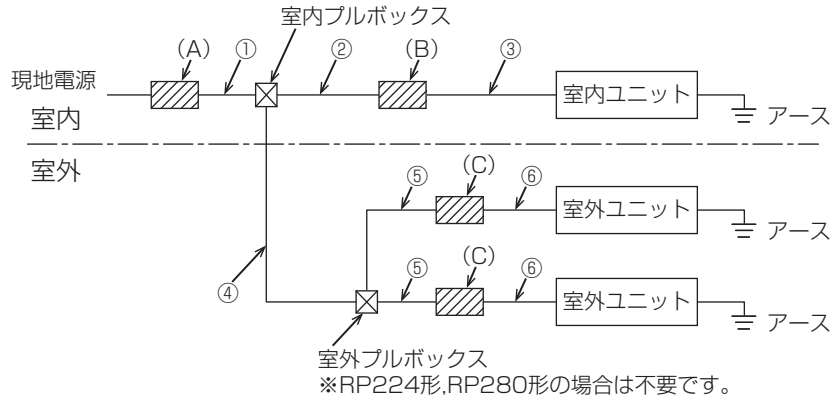 室内プルボックス
(A) ① ② (B) ③
現地電源
室内ユニット
アース
室内
室外
⑤ (C) ⑥
室外ユニット
アース
④
⑤ (C) ⑥
室外ユニット
アース
室外プルボックス
※RP224形,RP280形の場合は不要です。